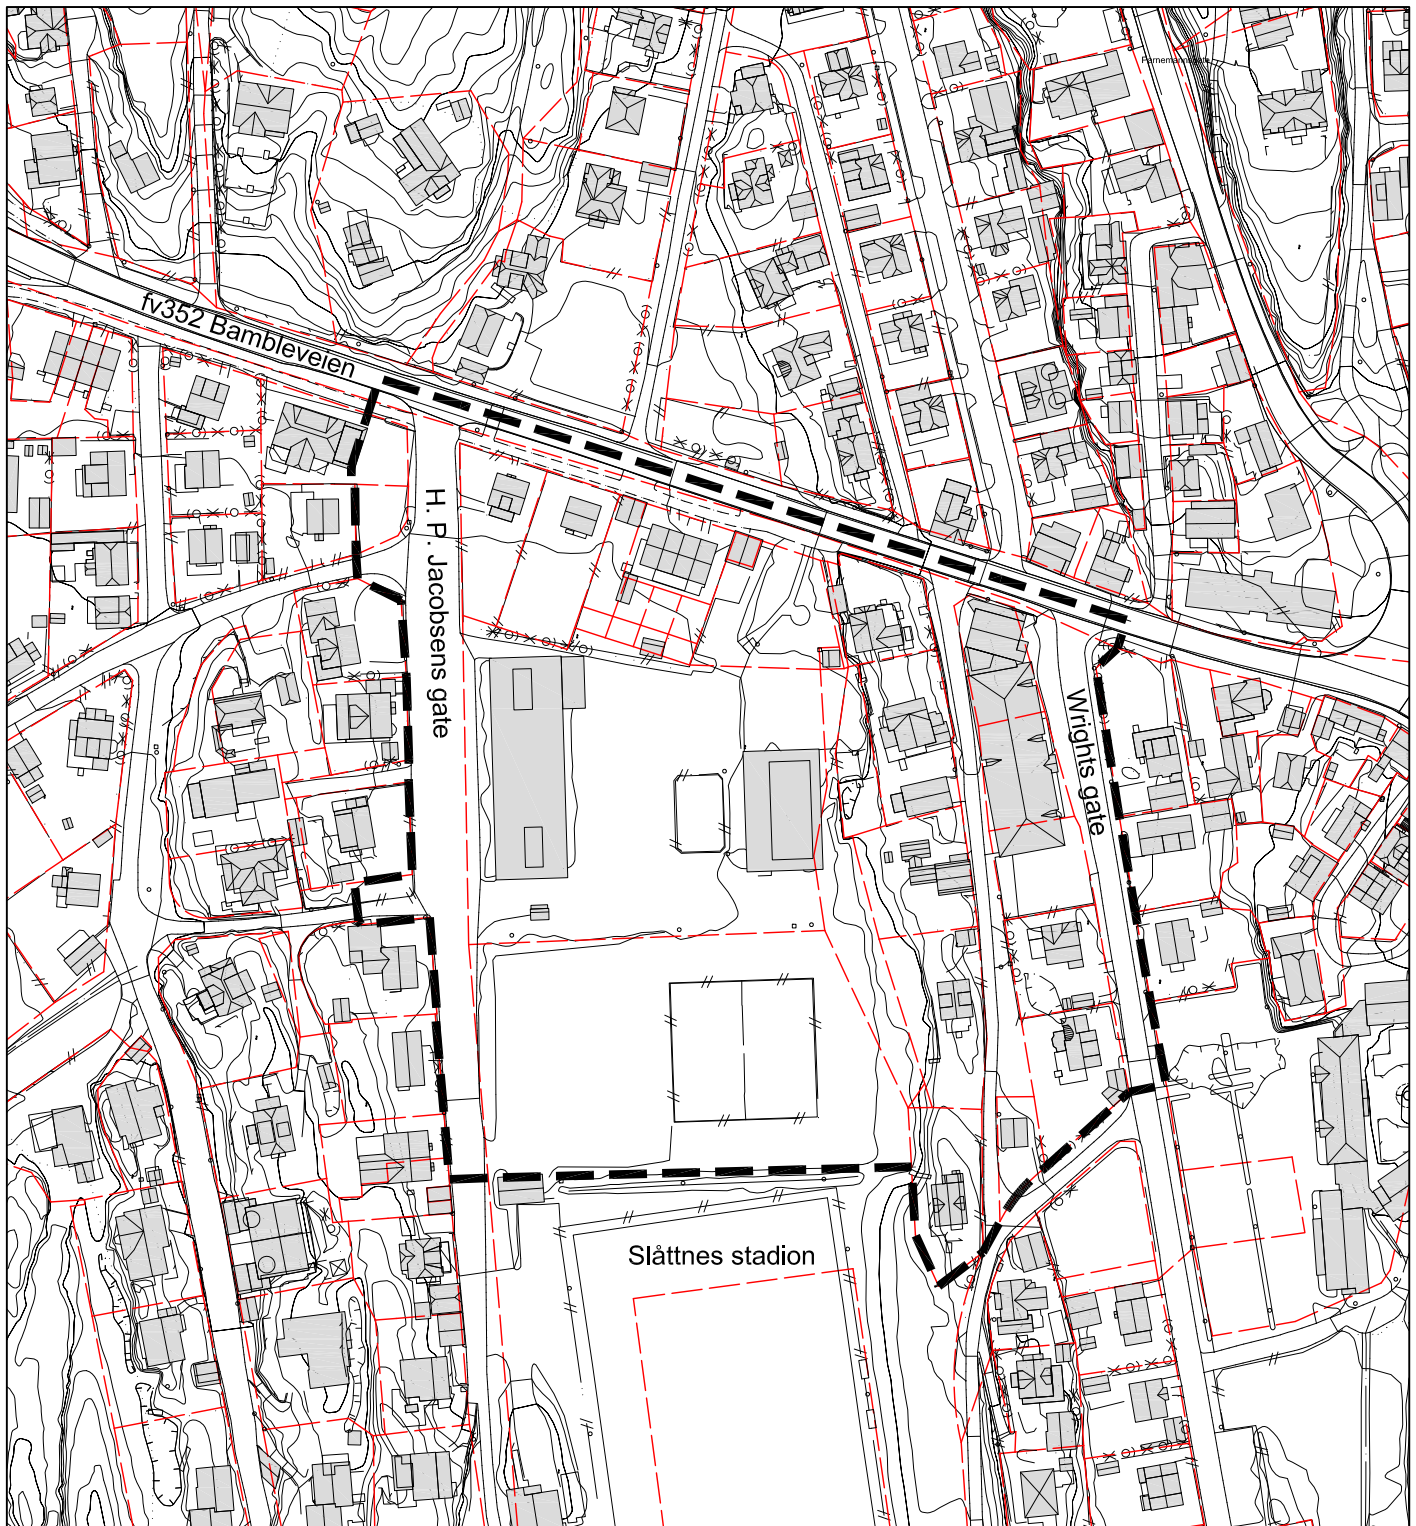 fv352 Bambleveien
H. P. Jacobsens gate
Wrights gate
Slåttnes stadion